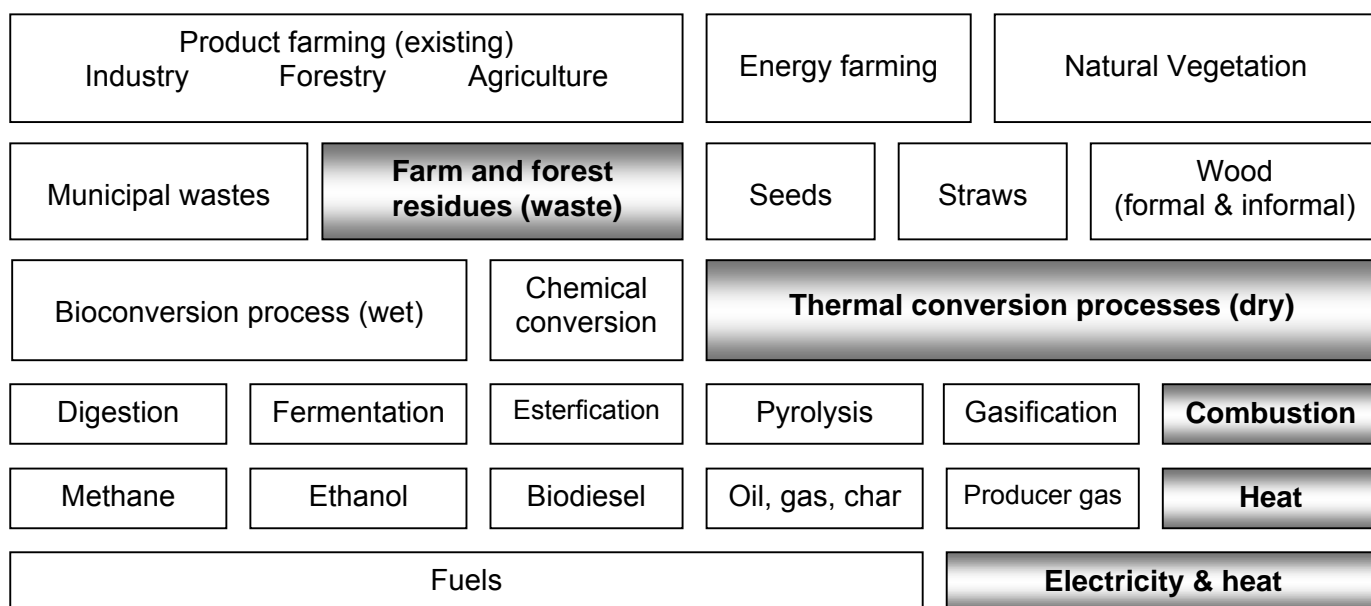 Product farming (existing)
Industry Forestry Agriculture
Energy farming
Natural Vegetation
Municipal wastes
Farm and forest
residues (waste)
Seeds
Straws
Wood
(formal & informal)
Bioconversion process (wet)
Chemical
conversion
Thermal conversion processes (dry)
Digestion
Fermentation
Esterfication
Pyrolysis
Gasification
Combustion
Methane
Ethanol
Biodiesel
Oil, gas, char
Producer gas
Heat
Fuels
Electricity & heat